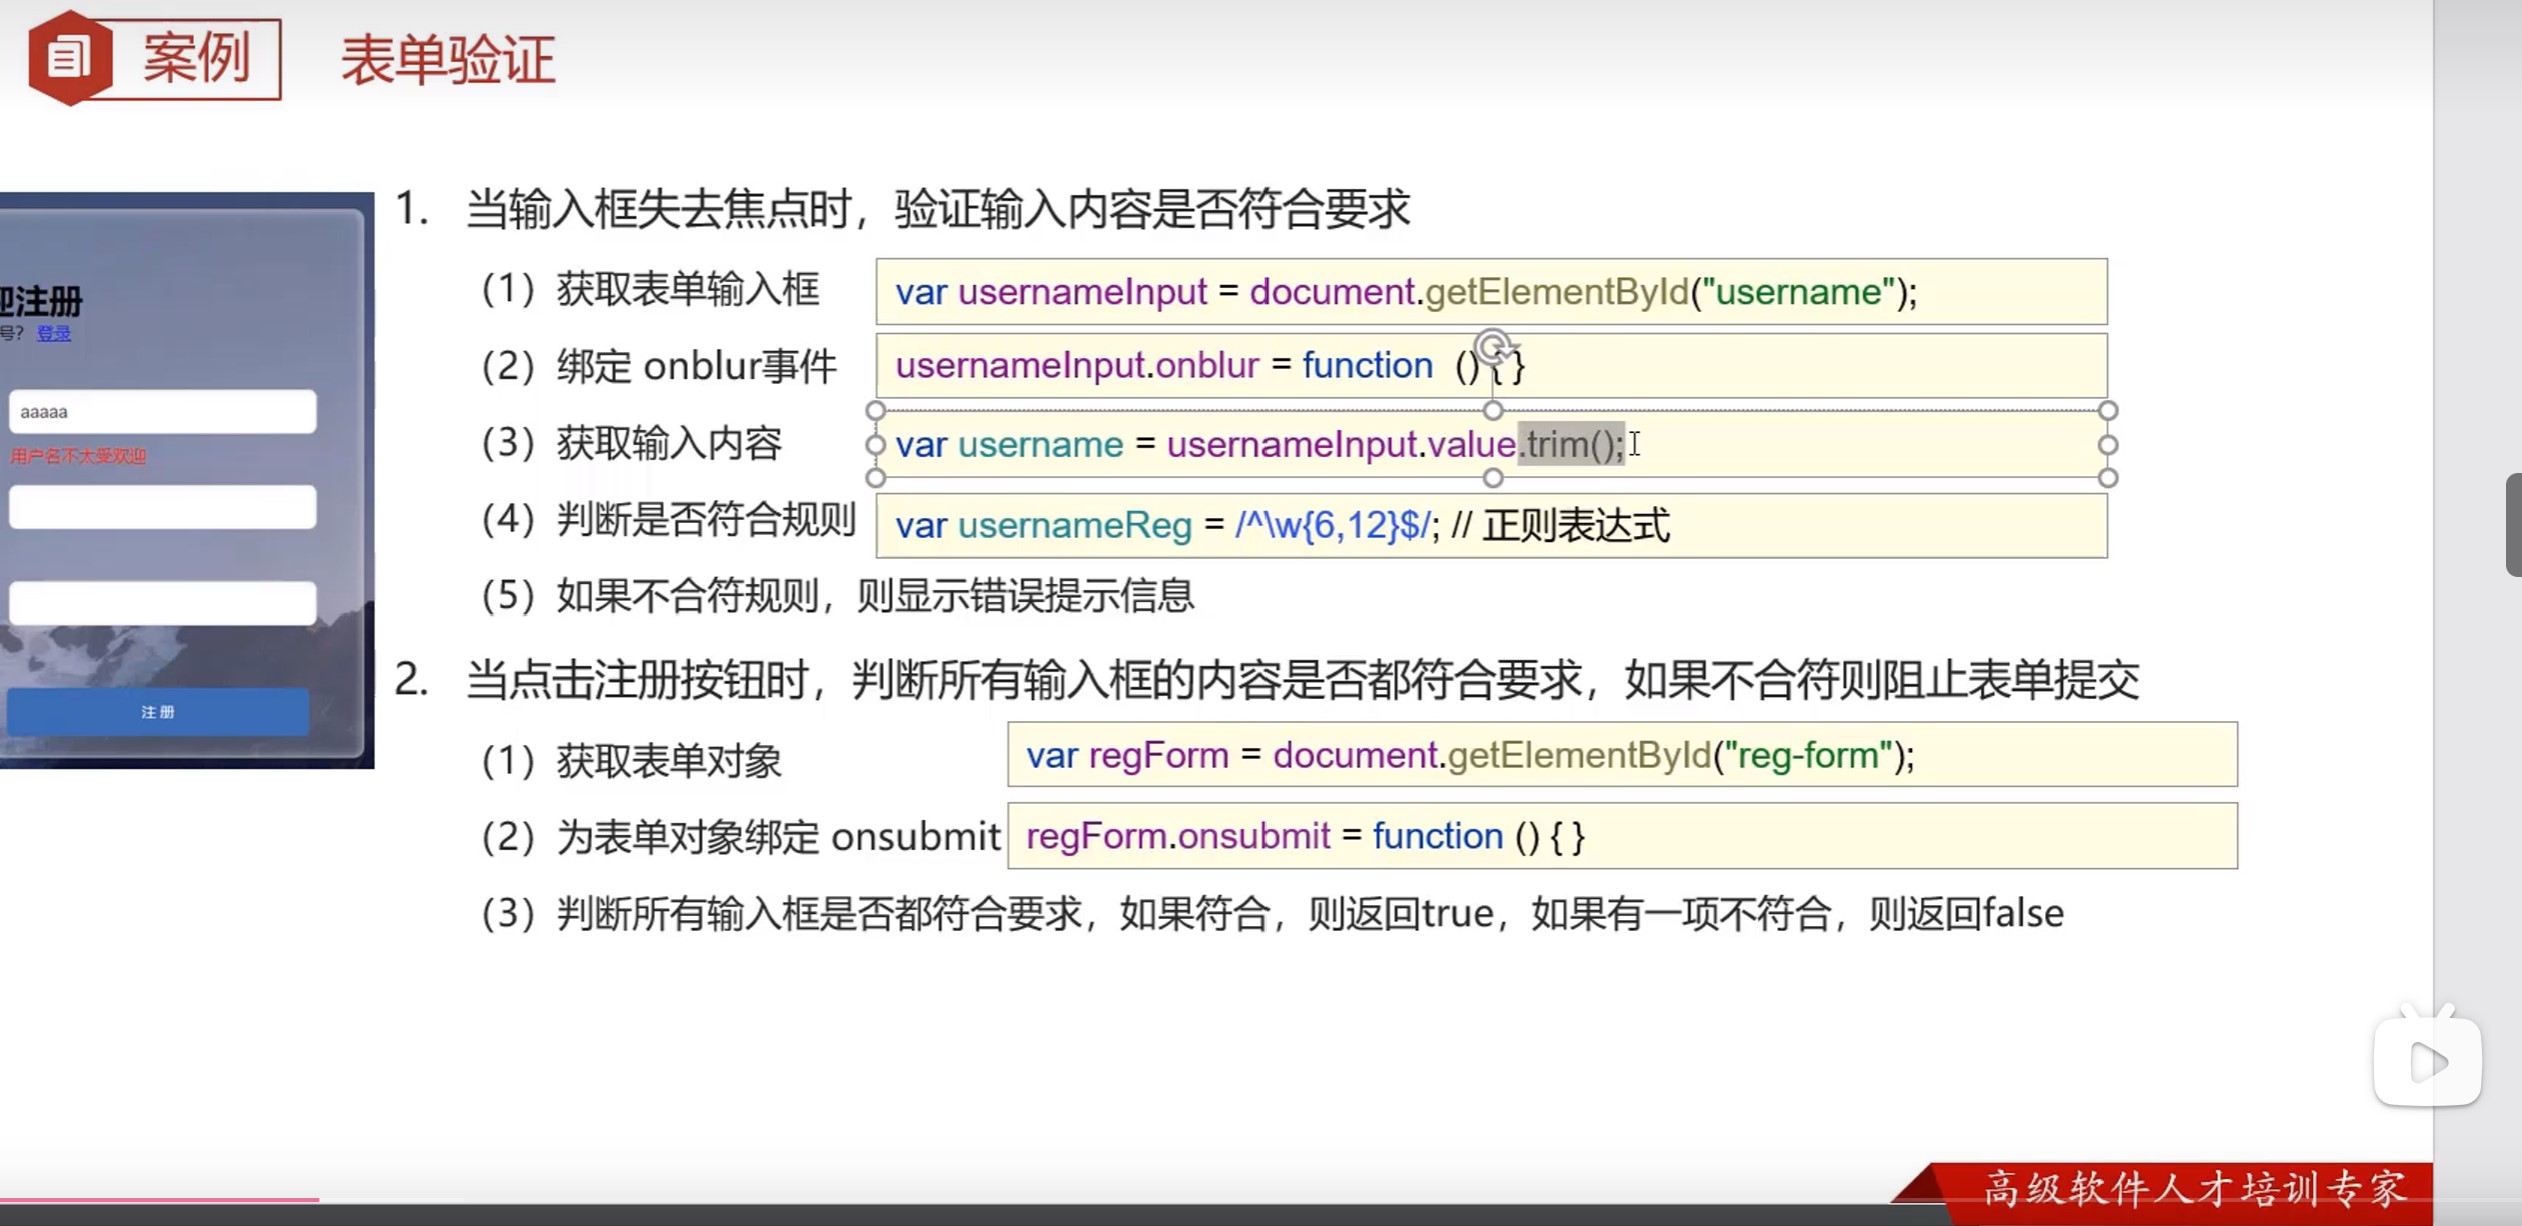 案例
表单验证
迎注册
号? 登录
aaaaa
用户名不太受欢迎
注 册
1. 当输入框失去焦点时，验证输入内容是否符合要求
（1）获取表单输入框
var usernameInput = document.getElementById("username");
（2）绑定 onblur事件
usernameInput.onblur = function () { }
（3）获取输入内容
var username = usernameInput.value.trim();
（4）判断是否符合规则
var usernameReg = /^\w{6,12}$/; // 正则表达式
（5）如果不合符规则，则显示错误提示信息
2. 当点击注册按钮时，判断所有输入框的内容是否都符合要求，如果不合符则阻止表单提交
（1）获取表单对象
var regForm = document.getElementById("reg-form");
（2）为表单对象绑定 onsubmit
regForm.onsubmit = function () { }
（3）判断所有输入框是否都符合要求，如果符合，则返回true，如果有一项不符合，则返回false
高级软件人才培训专家